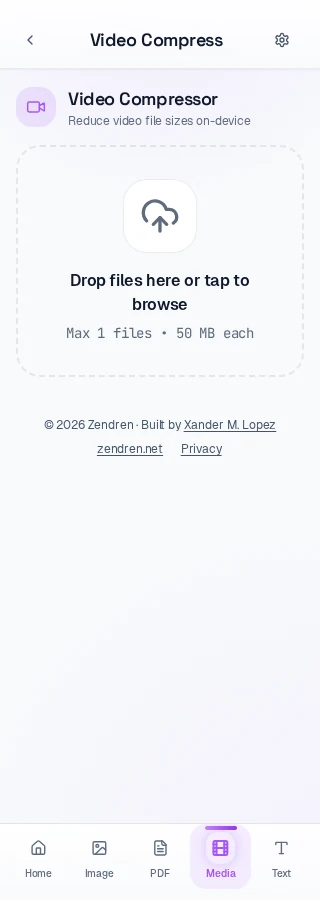 Video Compress
Video Compressor
Reduce video file sizes on-device
Drop files here or tap to
browse
Max 1 files • 50 MB each
© 2026 Zendren · Built by Xander M. Lopez
zendren.net Privacy
Home Image PDF Media Text